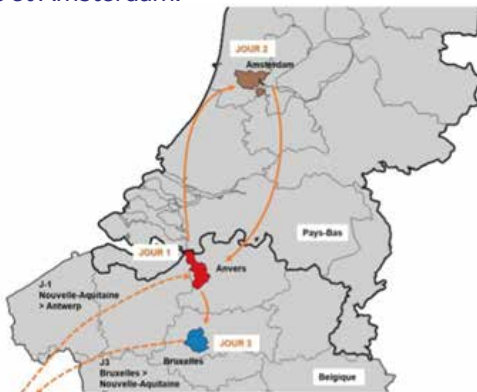 et Amsterdam.
JOUR 2
Amsterdam
Pays-Bas
JOUR 1
Anvers
J-1
Nouvelle-Aquitaine
> Antwerp
JOUR 3
Bruxelles
J3
Bruxelles >
Nouvelle-Aquitaine
Belgique